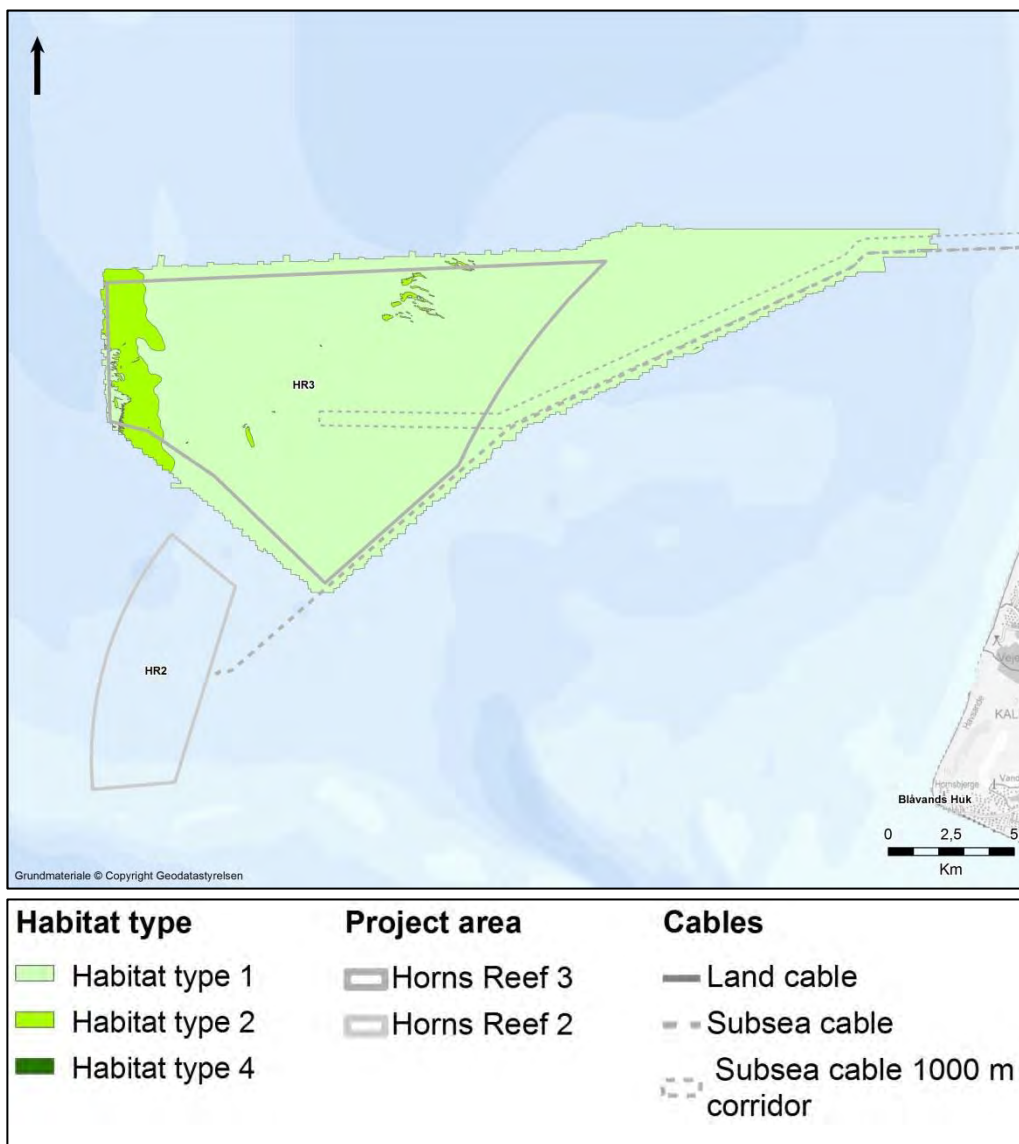 HR3
HR2
Havsande
KAL
Blåvands Huk
0 2,5 5
Km
Grundmateriale © Copyright Geodatastyrelsen
Habitat type
Habitat type 1
Habitat type 2
Habitat type 4
Project area
Horns Reef 3
Horns Reef 2
Cables
Land cable
Subsea cable
Subsea cable 1000 m
corridor